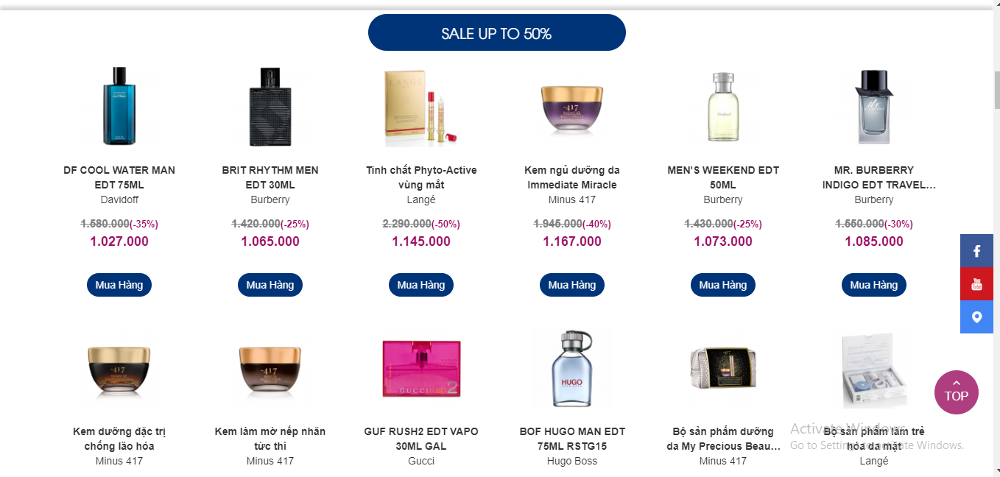 SALE UP TO 50%
DF COOL WATER MAN
EDT 75ML
Davidoff
1.580.000(-35%)
1.027.000
Mua Hàng
BRIT RHYTHM MEN
EDT 30ML
Burberry
1.420.000(-25%)
1.065.000
Mua Hàng
LANGÉ
Tinh chất Phyto-Active
vùng mắt
Langé
2.290.000(-50%)
1.145.000
Mua Hàng
-417
Kem ngủ dưỡng da
Immediate Miracle
Minus 417
1.945.000(-40%)
1.167.000
Mua Hàng
MEN'S WEEKEND EDT
50ML
Burberry
1.430.000(-25%)
1.073.000
Mua Hàng
Mr.
MR. BURBERRY
INDIGO EDT TRAVEL...
Burberry
1.550.000(-30%)
1.085.000
Mua Hàng
-417
Kem dưỡng đặc trị
chống lão hóa
Minus 417
-417
Kem làm mờ nếp nhăn
tức thì
Minus 417
GUCCI RUSH 2
GUF RUSH2 EDT VAPO
30ML GAL
Gucci
HUGO
BOF HUGO MAN EDT
75ML RSTG15
Hugo Boss
Bộ sản phẩm dưỡng
da My Precious Beau...
Minus 417
Bộ sản phẩm làm trẻ
hóa da mặt
Langé
TOP
Activate Windows
Go to Settings to activate Windows.